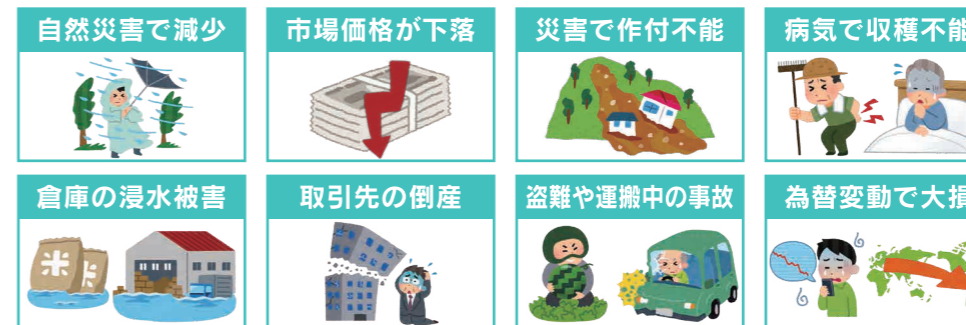 自然災害で減少
市場価格が下落
災害で作付不能
病気で収穫不能
倉庫の浸水被害
取引先の倒産
盗難や運搬中の事故
為替変動で大損
米